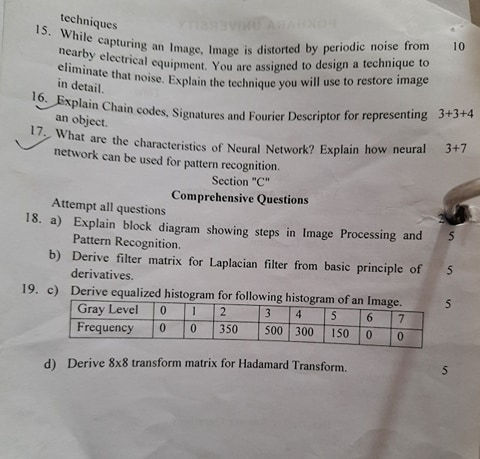 techniques
15. While capturing an Image, Image is distorted by periodic noise from 10
nearby electrical equipment. You are assigned to design a technique to
eliminate that noise. Explain the technique you will use to restore image
in detail.
16. Explain Chain codes, Signatures and Fourier Descriptor for representing 3+3+4
an object.
17. What are the characteristics of Neural Network? Explain how neural 3+7
network can be used for pattern recognition.
Section "C"
Comprehensive Questions
Attempt all questions
18. a) Explain block diagram showing steps in Image Processing and 5
Pattern Recognition.
b) Derive filter matrix for Laplacian filter from basic principle of 5
derivatives.
19. c) Derive equalized histogram for following histogram of an Image. 5
Gray Level 0 1 2 3 4 5 6 7
Frequency 0 0 350 500 300 150 0 0
d) Derive 8x8 transform matrix for Hadamard Transform. 5